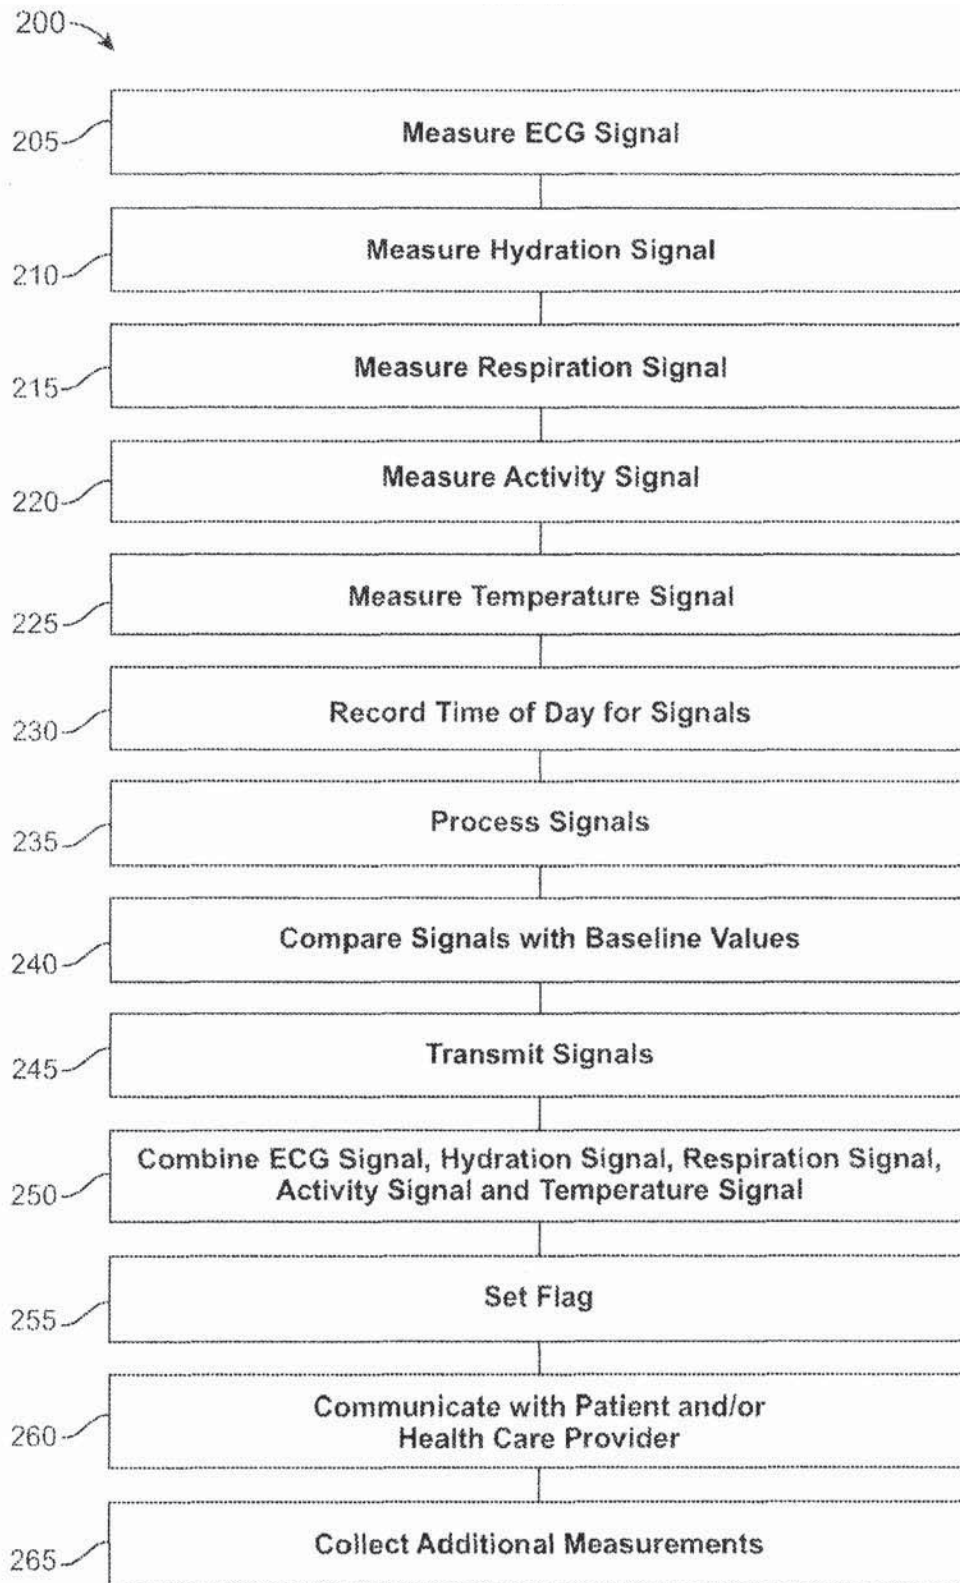 200
205 Measure ECG Signal
210 Measure Hydration Signal
215 Measure Respiration Signal
220 Measure Activity Signal
225 Measure Temperature Signal
230 Record Time of Day for Signals
235 Process Signals
240 Compare Signals with Baseline Values
245 Transmit Signals
250 Combine ECG Signal, Hydration Signal, Respiration Signal,
Activity Signal and Temperature Signal
255 Set Flag
260 Communicate with Patient and/or
Health Care Provider
265 Collect Additional Measurements